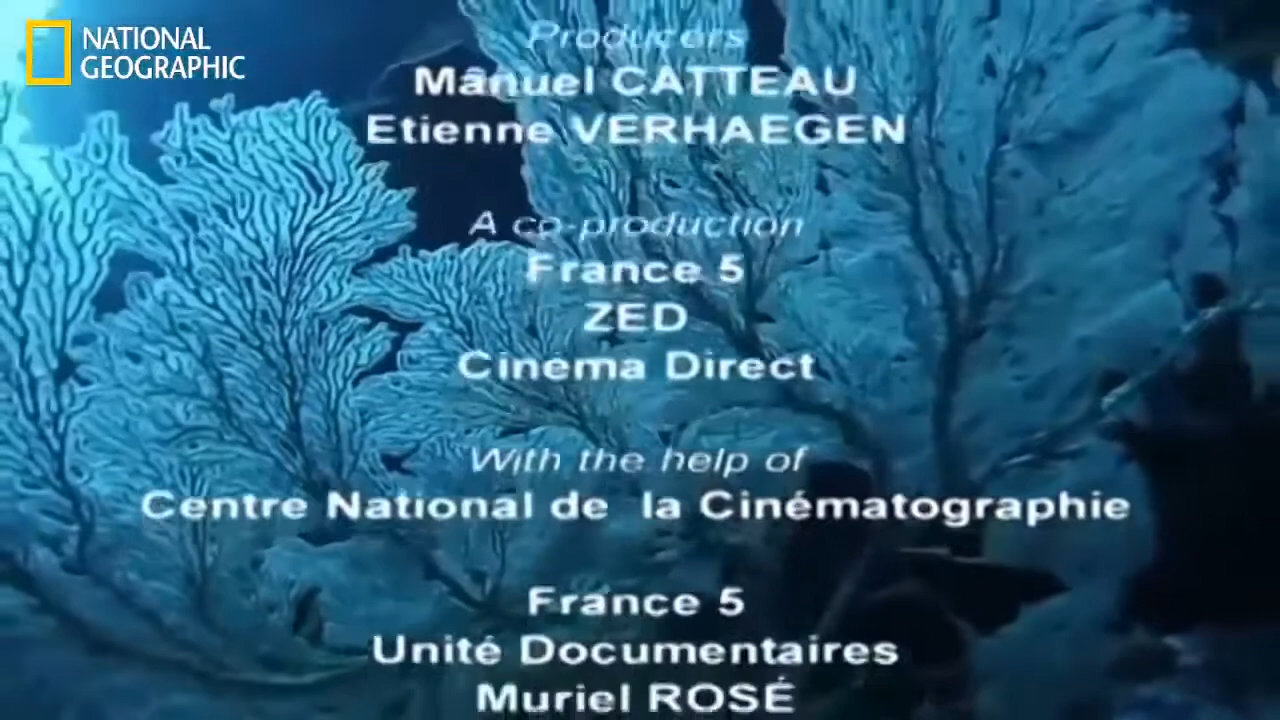 NATIONAL
GEOGRAPHIC
Producers
Manuel CATTEAU
Etienne VERHAEGEN
A co-production
France 5
ZED
Cinéma Direct
With the help of
Centre National de la Cinématographie
France 5
Unité Documentaires
Muriel ROSÉ